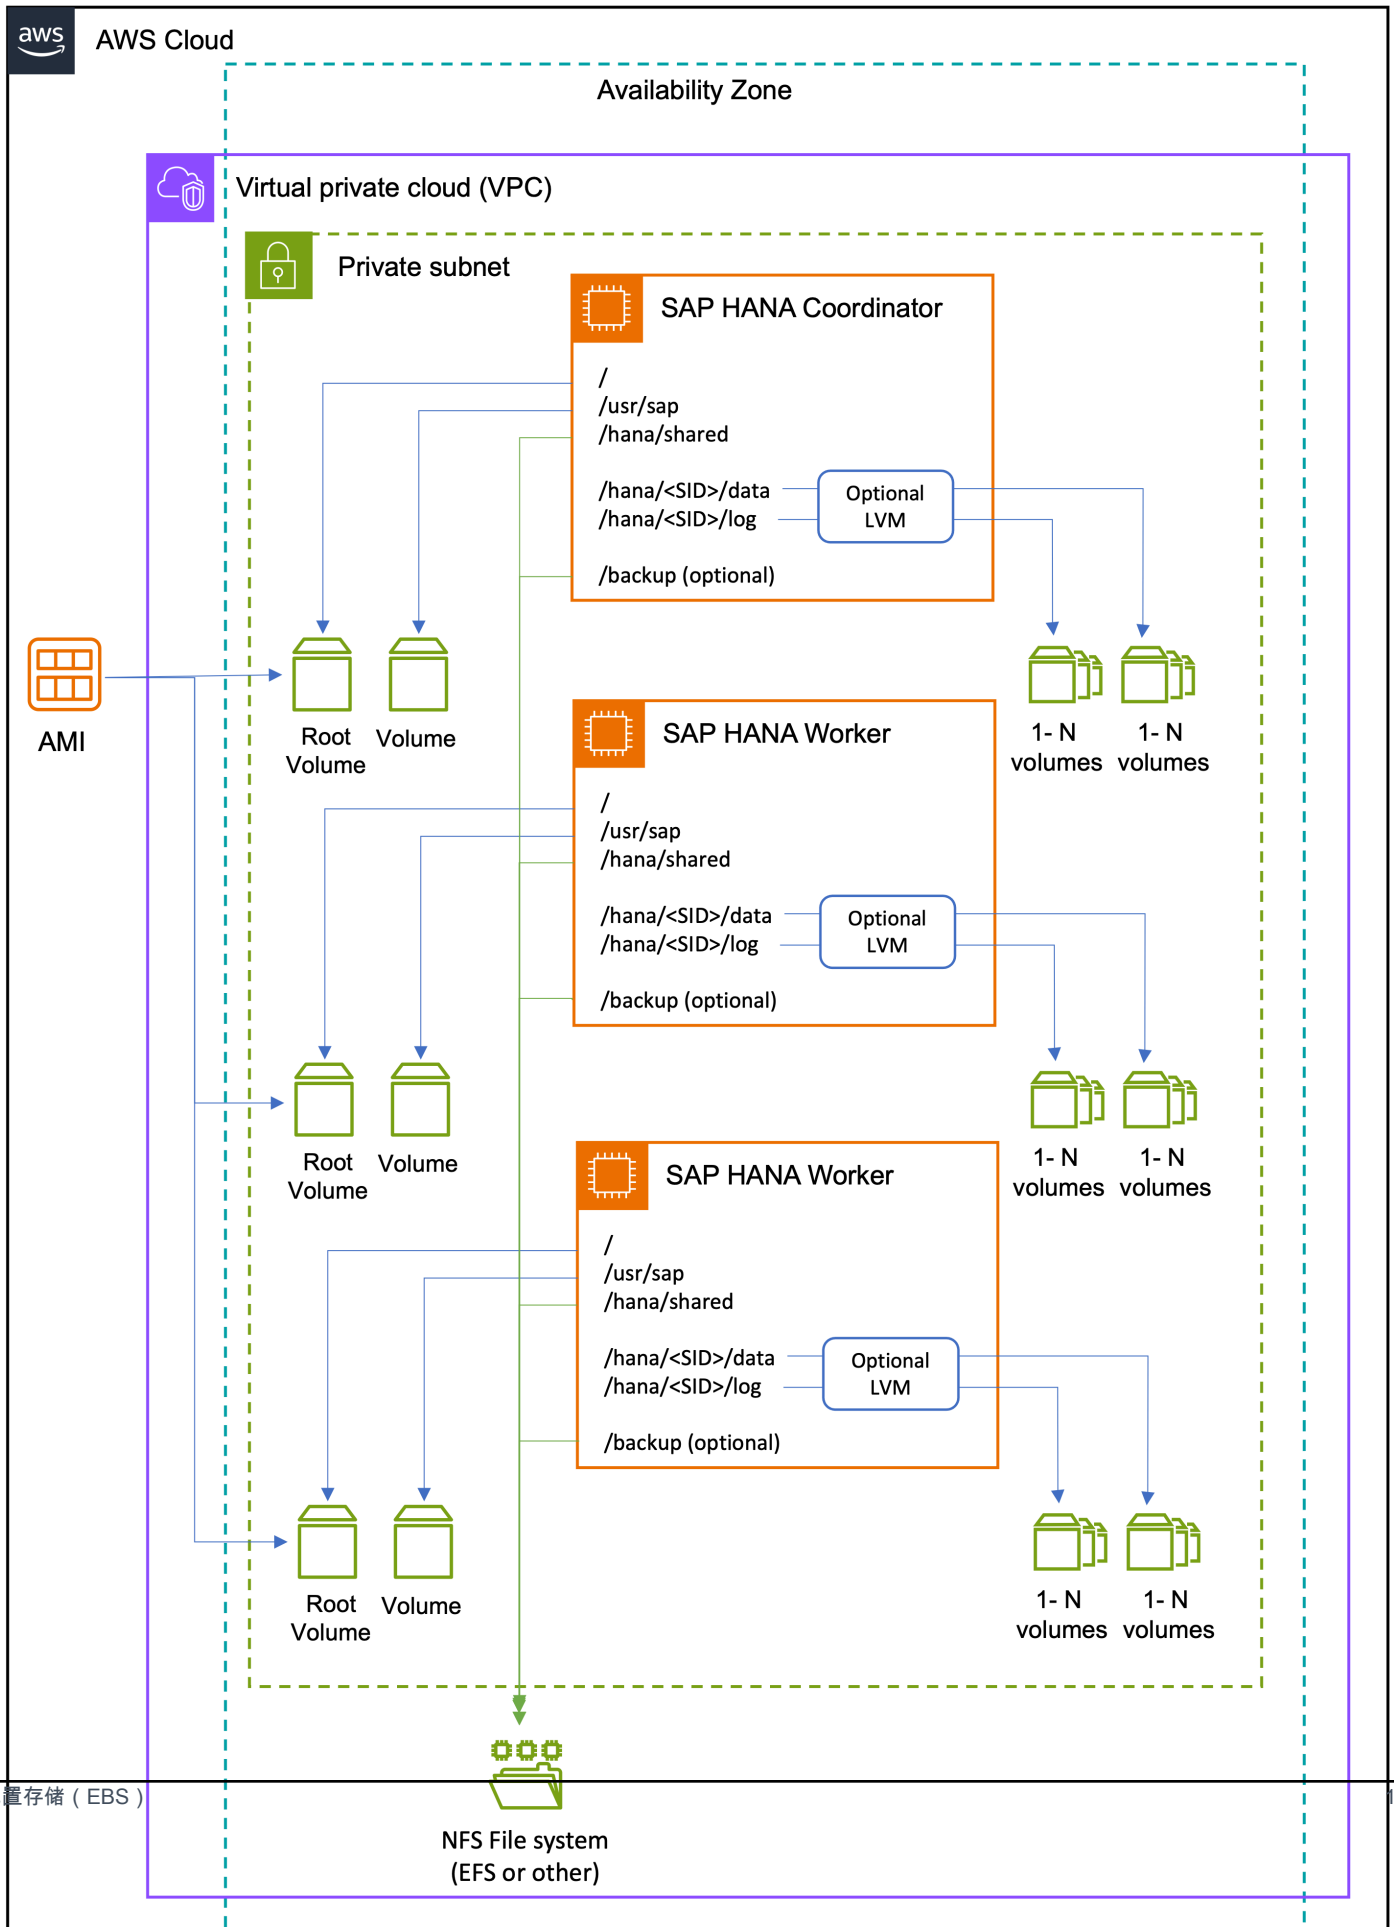 aws
AWS Cloud
Availability Zone
Virtual private cloud (VPC)
Private subnet
SAP HANA Coordinator
/
/usr/sap
/hana/shared
/hana/<SID>/data
/hana/<SID>/log
Optional
LVM
/backup (optional)
AMI
Root
Volume
Volume
1- N
volumes
1- N
volumes
SAP HANA Worker
/
/usr/sap
/hana/shared
/hana/<SID>/data
/hana/<SID>/log
Optional
LVM
/backup (optional)
Root
Volume
Volume
1- N
volumes
1- N
volumes
SAP HANA Worker
/
/usr/sap
/hana/shared
/hana/<SID>/data
/hana/<SID>/log
Optional
LVM
/backup (optional)
Root
Volume
Volume
1- N
volumes
1- N
volumes
置存储（EBS）
NFS File system
(EFS or other)